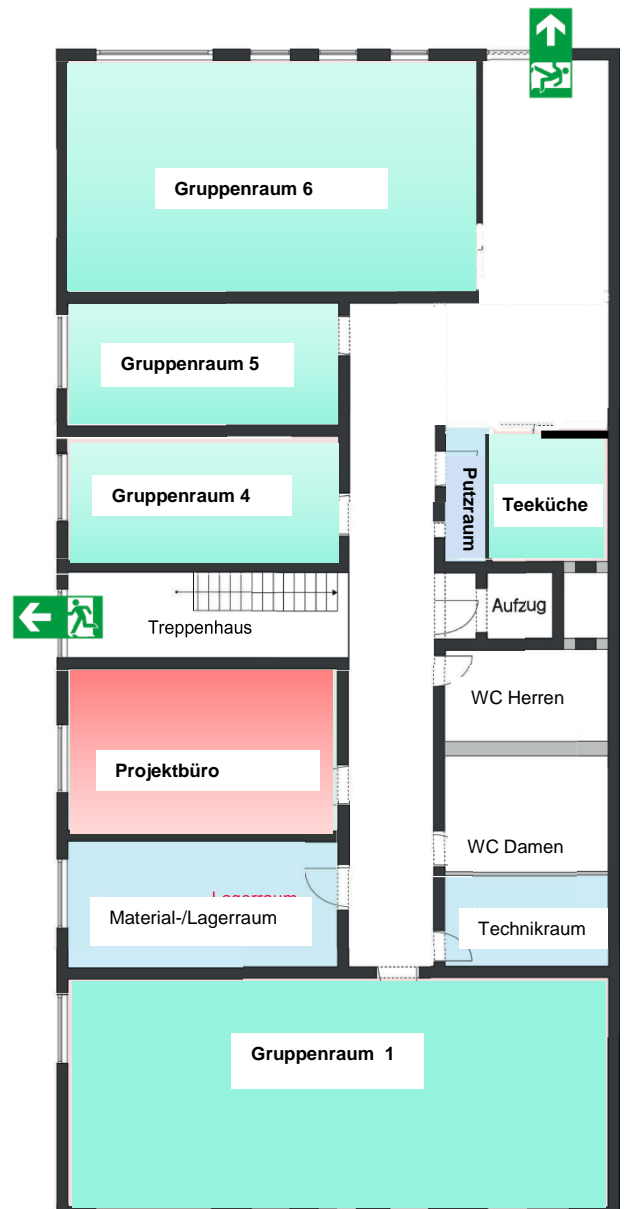 Gruppenraum 6
Gruppenraum 5
Gruppenraum 4
Putzraum
Teeküche
Aufzug
Treppenhaus
WC Herren
Projektbüro
WC Damen
Lagerraum
Material-/Lagerraum
Technikraum
Gruppenraum 1